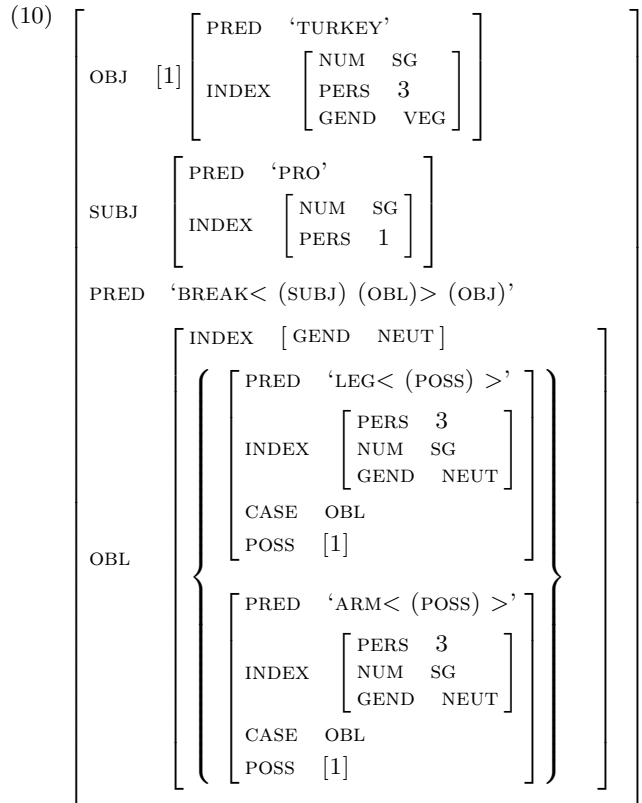 (10)
PRED ‘TURKEY’
NUM SG
OBJ [1] INDEX PERS 3
GEND VEG
PRED ‘PRO’
SUBJ INDEX NUM SG
PERS 1
PRED ‘BREAK< (SUBJ) (OBL)> (OBJ)’
INDEX [ GEND NEUT ]
PRED ‘LEG< (POSS) >’
PERS 3
INDEX NUM SG
GEND NEUT
CASE OBL
POSS [1]
OBL
PRED ‘ARM< (POSS) >’
PERS 3
INDEX NUM SG
GEND NEUT
CASE OBL
POSS [1]